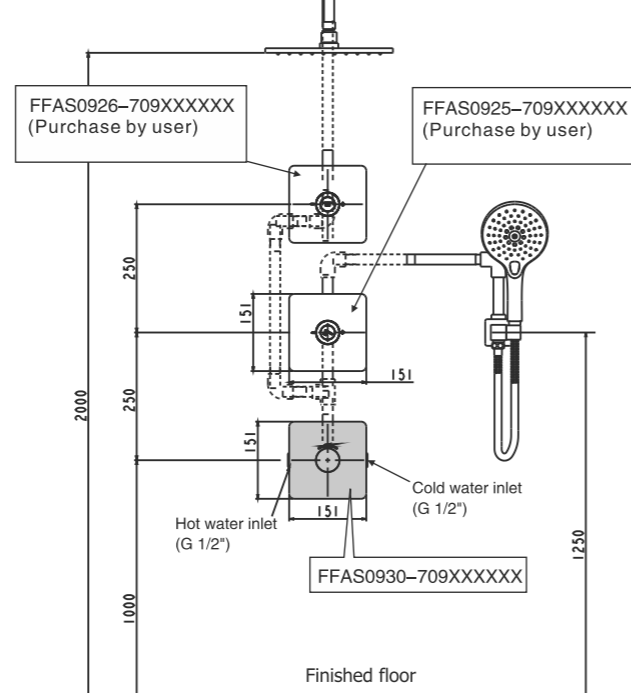 FFAS0926–709XXXXXX
(Purchase by user)
FFAS0925–709XXXXXX
(Purchase by user)
250
151
151
2000
250
151
Cold water inlet
(G 1/2")
Hot water inlet
(G 1/2")
151
1250
FFAS0930–709XXXXXX
1000
Finished floor